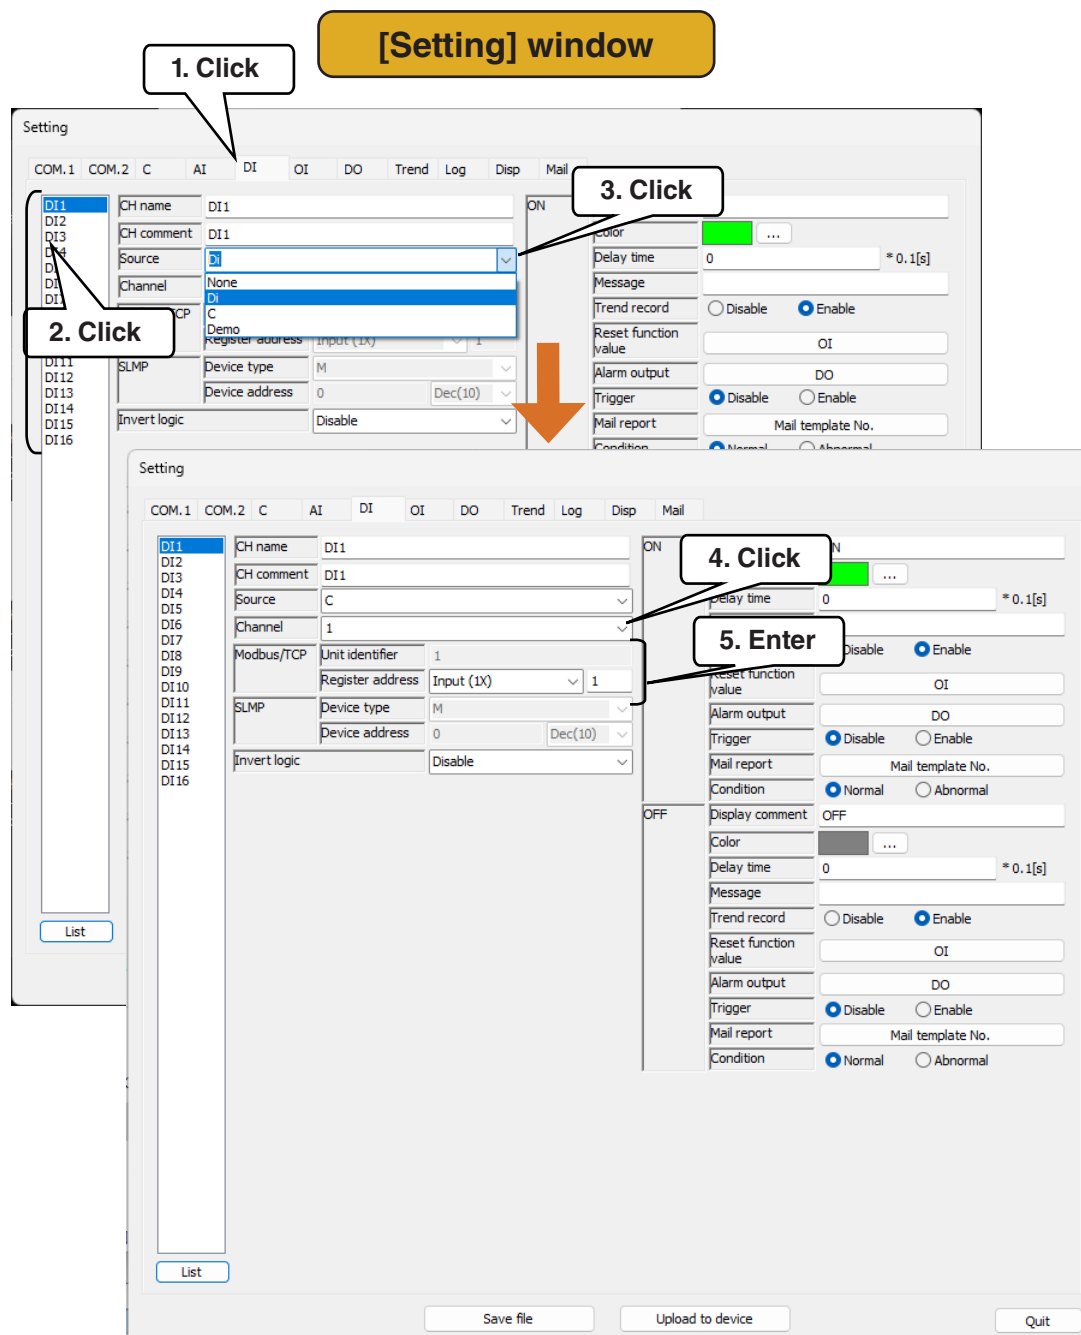 [Setting] window
1. Click
Setting
COM.1 COM.2 C AI DI OI DO Trend Log Disp Mail
3. Click
DI1
DI2
DI3
DI11
DI12
DI13
DI14
DI15
DI16
2. Click
List
CH name DI1
CH comment DI1
Source Di
None
Di
C
Demo
Channel
CP
Register address Input (1X) 1
SLMP Device type M
Device address 0 Dec(10)
Invert logic Disable
ON
Color ...
Delay time 0 * 0.1[s]
Message
Trend record Disable Enable
Reset function value OI
Alarm output DO
Trigger Disable Enable
Mail report Mail template No.
Condition Normal Abnormal
Setting
COM.1 COM.2 C AI DI OI DO Trend Log Disp Mail
DI1
DI2
DI3
DI4
DI5
DI6
DI7
DI8
DI9
DI10
DI11
DI12
DI13
DI14
DI15
DI16
List
CH name DI1
CH comment DI1
Source C
Channel 1
Modbus/TCP Unit identifier 1
Register address Input (1X) 1
SLMP Device type M
Device address 0 Dec(10)
Invert logic Disable
4. Click
5. Enter
ON
...
Delay time 0 * 0.1[s]
Disable Enable
Reset function value OI
Alarm output DO
Trigger Disable Enable
Mail report Mail template No.
Condition Normal Abnormal
OFF Display comment OFF
Color ...
Delay time 0 * 0.1[s]
Message
Trend record Disable Enable
Reset function value OI
Alarm output DO
Trigger Disable Enable
Mail report Mail template No.
Condition Normal Abnormal
Save file Upload to device Quit